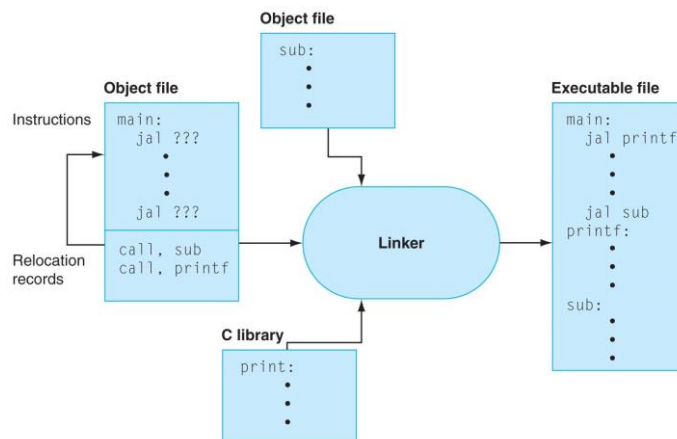 Object file
sub:
Object file
Instructions
main:
jal ???
jal ???
Relocation
records
call, sub
call, printf
Linker
C library
print:
Executable file
main:
jal printf
jal sub
printf:
sub: